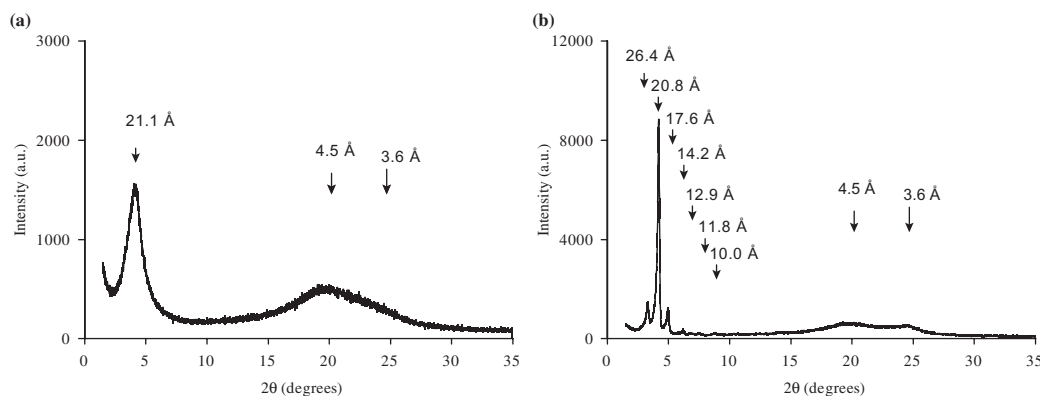 (a)
3000
2000
1000
0
Intensity (a.u.)
21.1 Å
4.5 Å
3.6 Å
0 5 10 15 20 25 30 35
2θ (degrees)
(b)
12000
8000
4000
0
Intensity (a.u.)
26.4 Å
20.8 Å
17.6 Å
14.2 Å
12.9 Å
11.8 Å
10.0 Å
4.5 Å
3.6 Å
0 5 10 15 20 25 30 35
2θ (degrees)